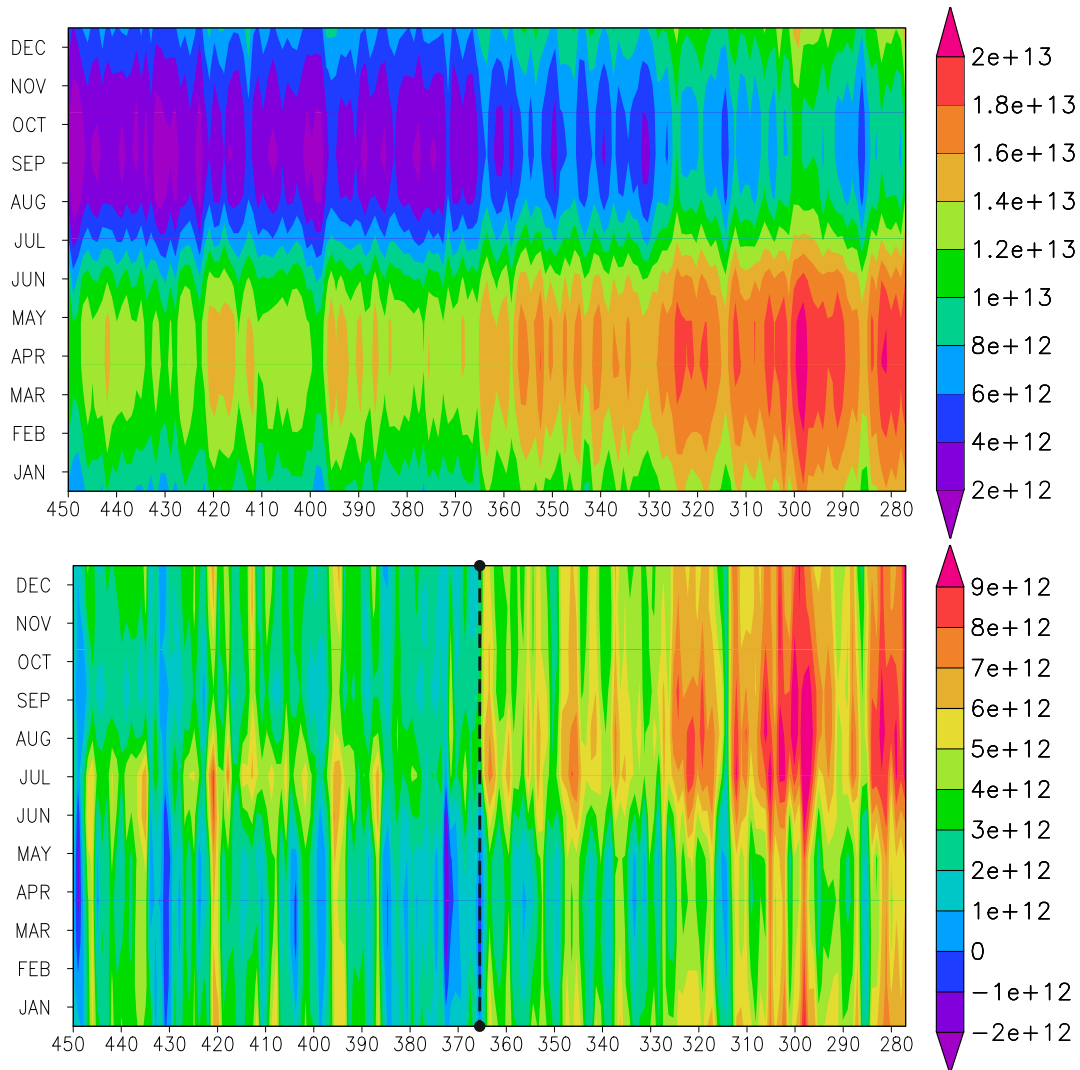 DEC
NOV
OCT
SEP
AUG
JUL
JUN
MAY
APR
MAR
FEB
JAN
450 440 430 420 410 400 390 380 370 360 350 340 330 320 310 300 290 280
2e+13
1.8e+13
1.6e+13
1.4e+13
1.2e+13
1e+13
8e+12
6e+12
4e+12
2e+12
DEC
NOV
OCT
SEP
AUG
JUL
JUN
MAY
APR
MAR
FEB
JAN
450 440 430 420 410 400 390 380 370 360 350 340 330 320 310 300 290 280
9e+12
8e+12
7e+12
6e+12
5e+12
4e+12
3e+12
2e+12
1e+12
0
−1e+12
−2e+12